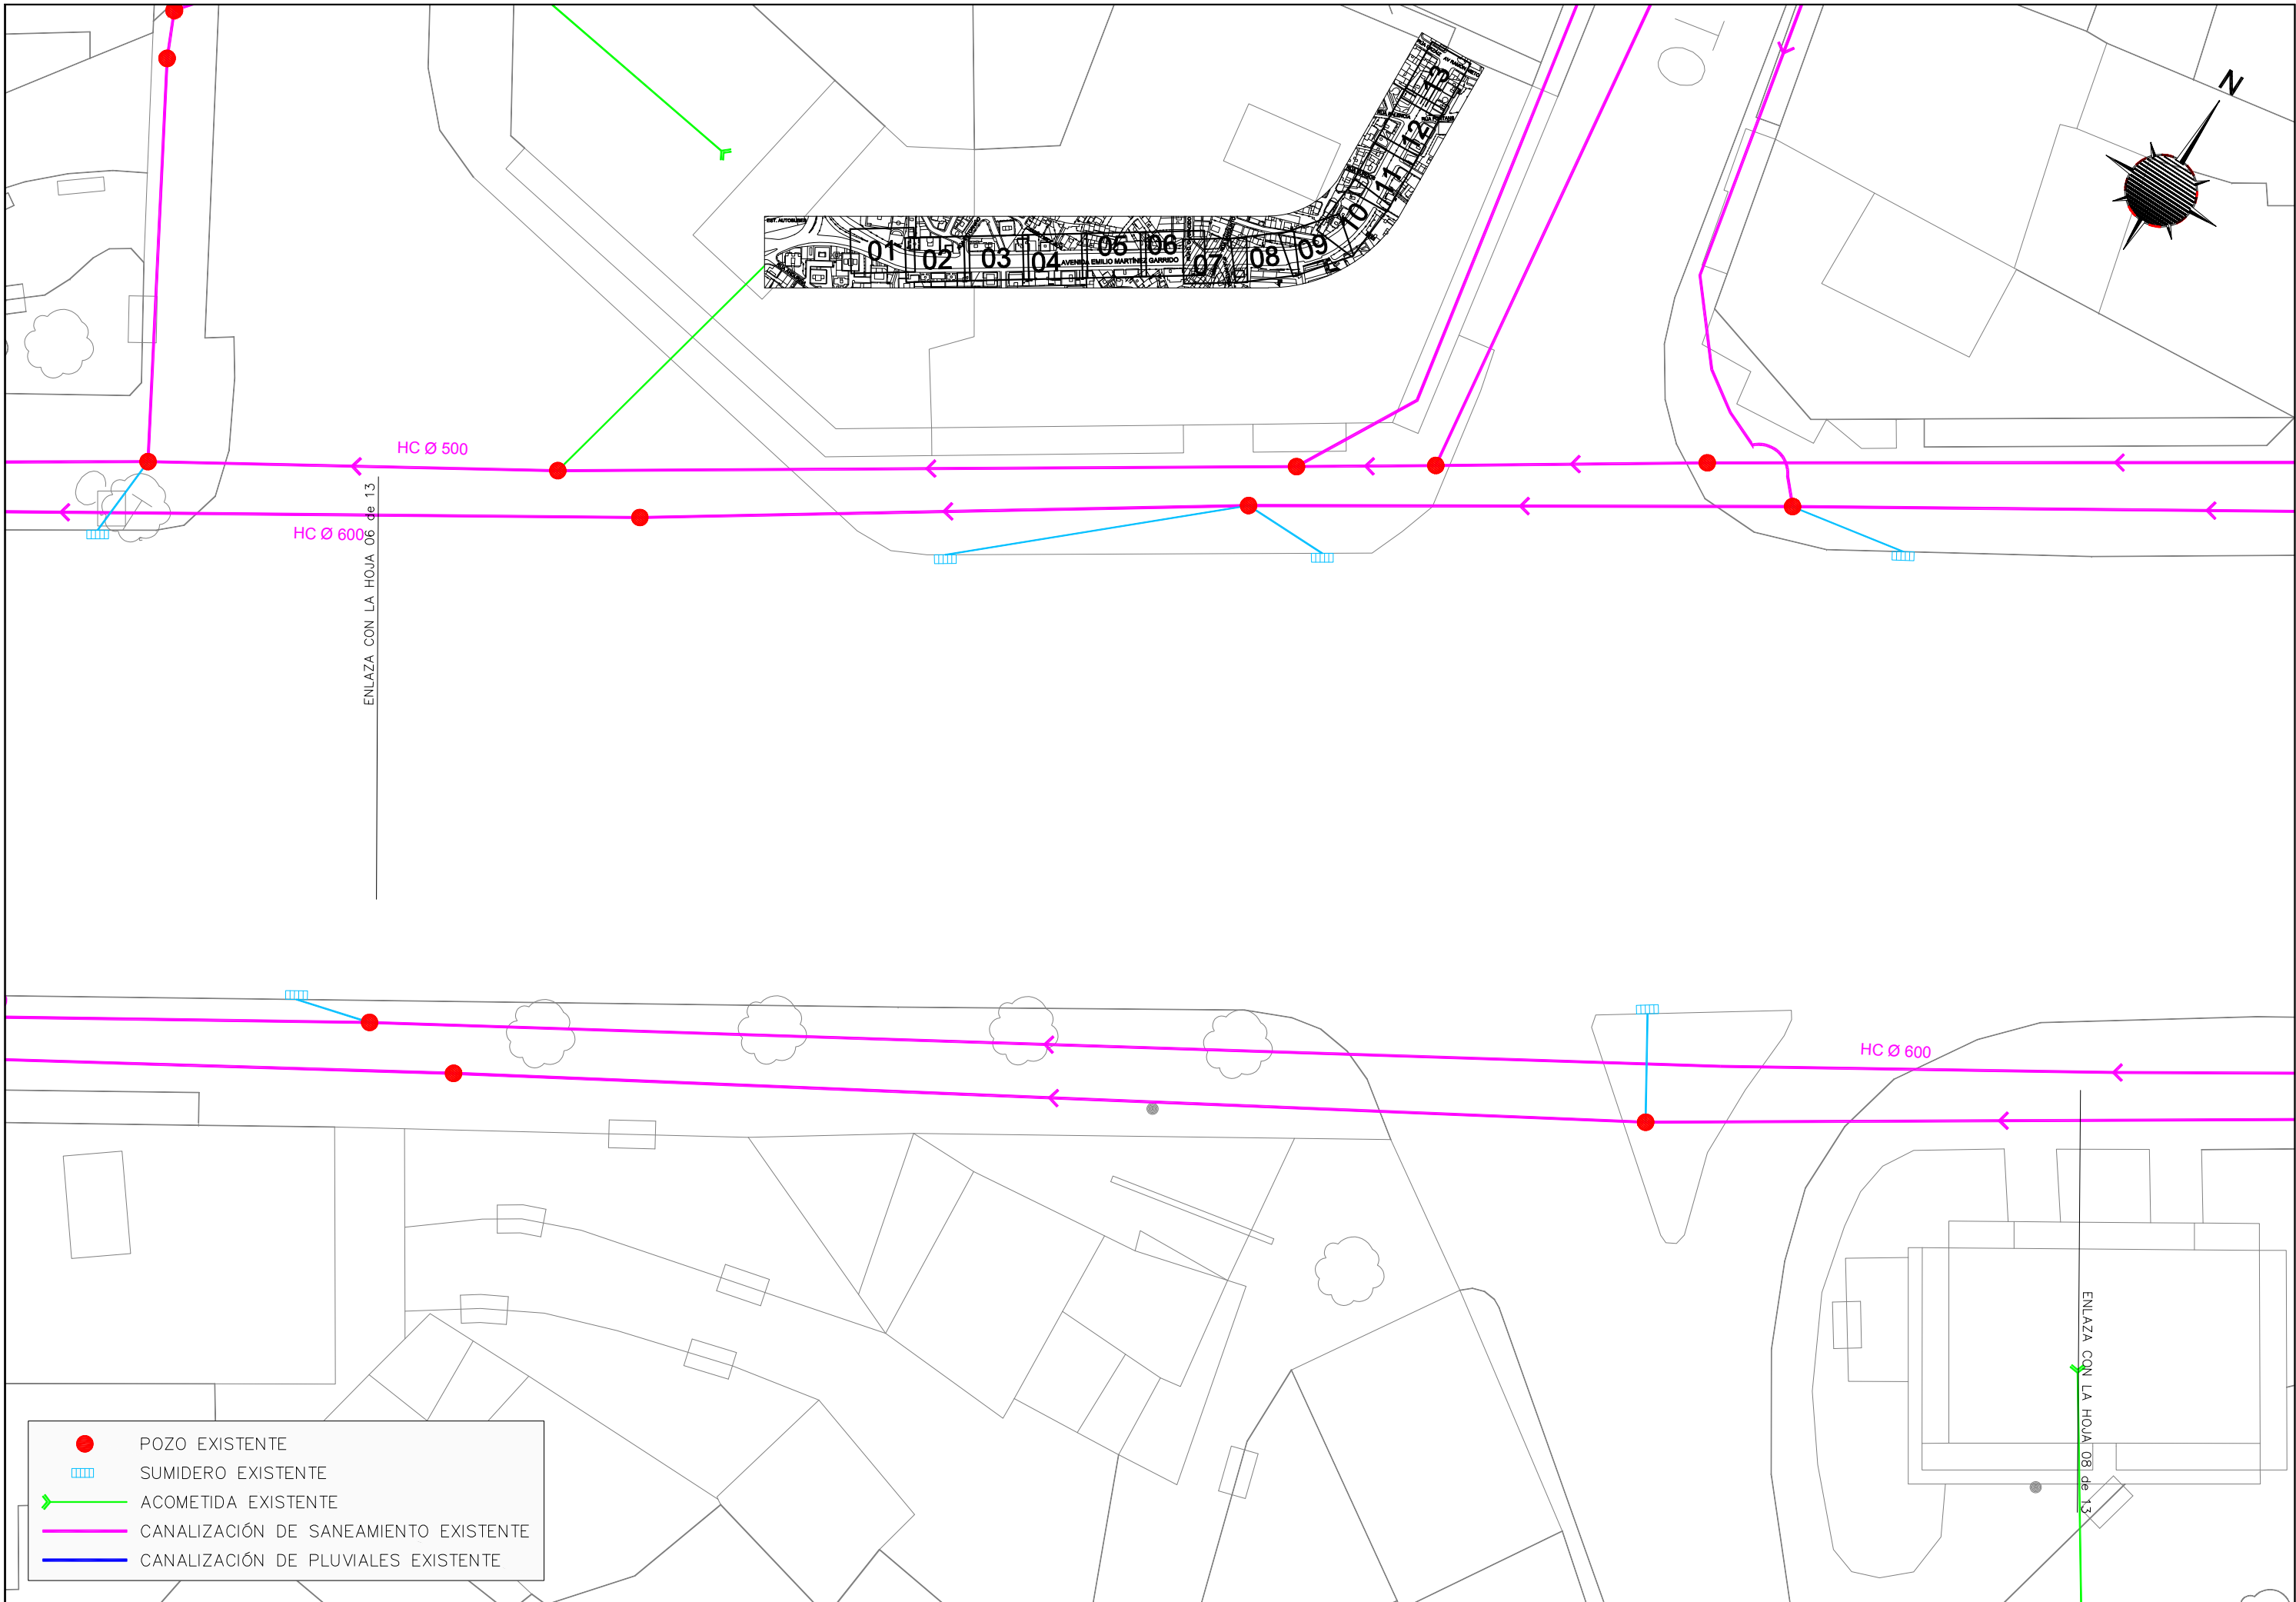 N
13
12
11
10
09
08
07
06
05
04
03
02
01
EST. AUTOBUSES
AVENIDA EMILIO MARTÍNEZ GARRIDO
HC Ø 500
HC Ø 600
ENLAZA CON LA HOJA 06 de 13
HC Ø 600
ENLAZA CON LA HOJA 08 de 13
POZO EXISTENTE
SUMIDERO EXISTENTE
ACOMETIDA EXISTENTE
CANALIZACIÓN DE SANEAMIENTO EXISTENTE
CANALIZACIÓN DE PLUVIALES EXISTENTE